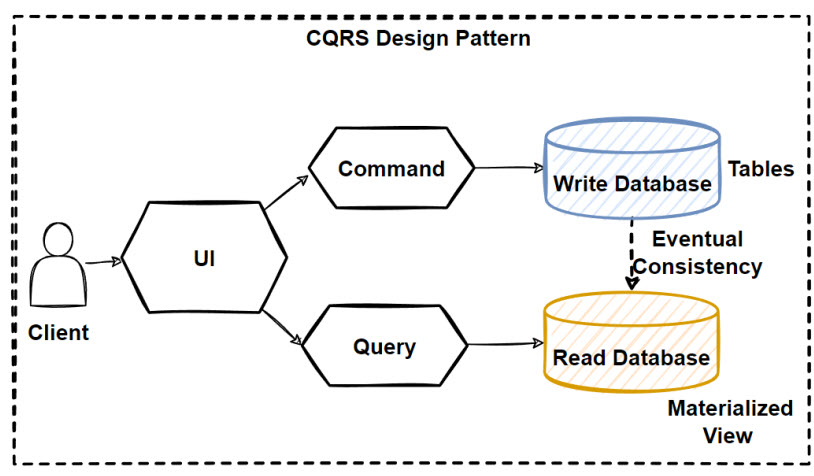 CQRS Design Pattern
Command
Write Database
Tables
UI
Eventual
Consistency
Client
Query
Read Database
Materialized
View